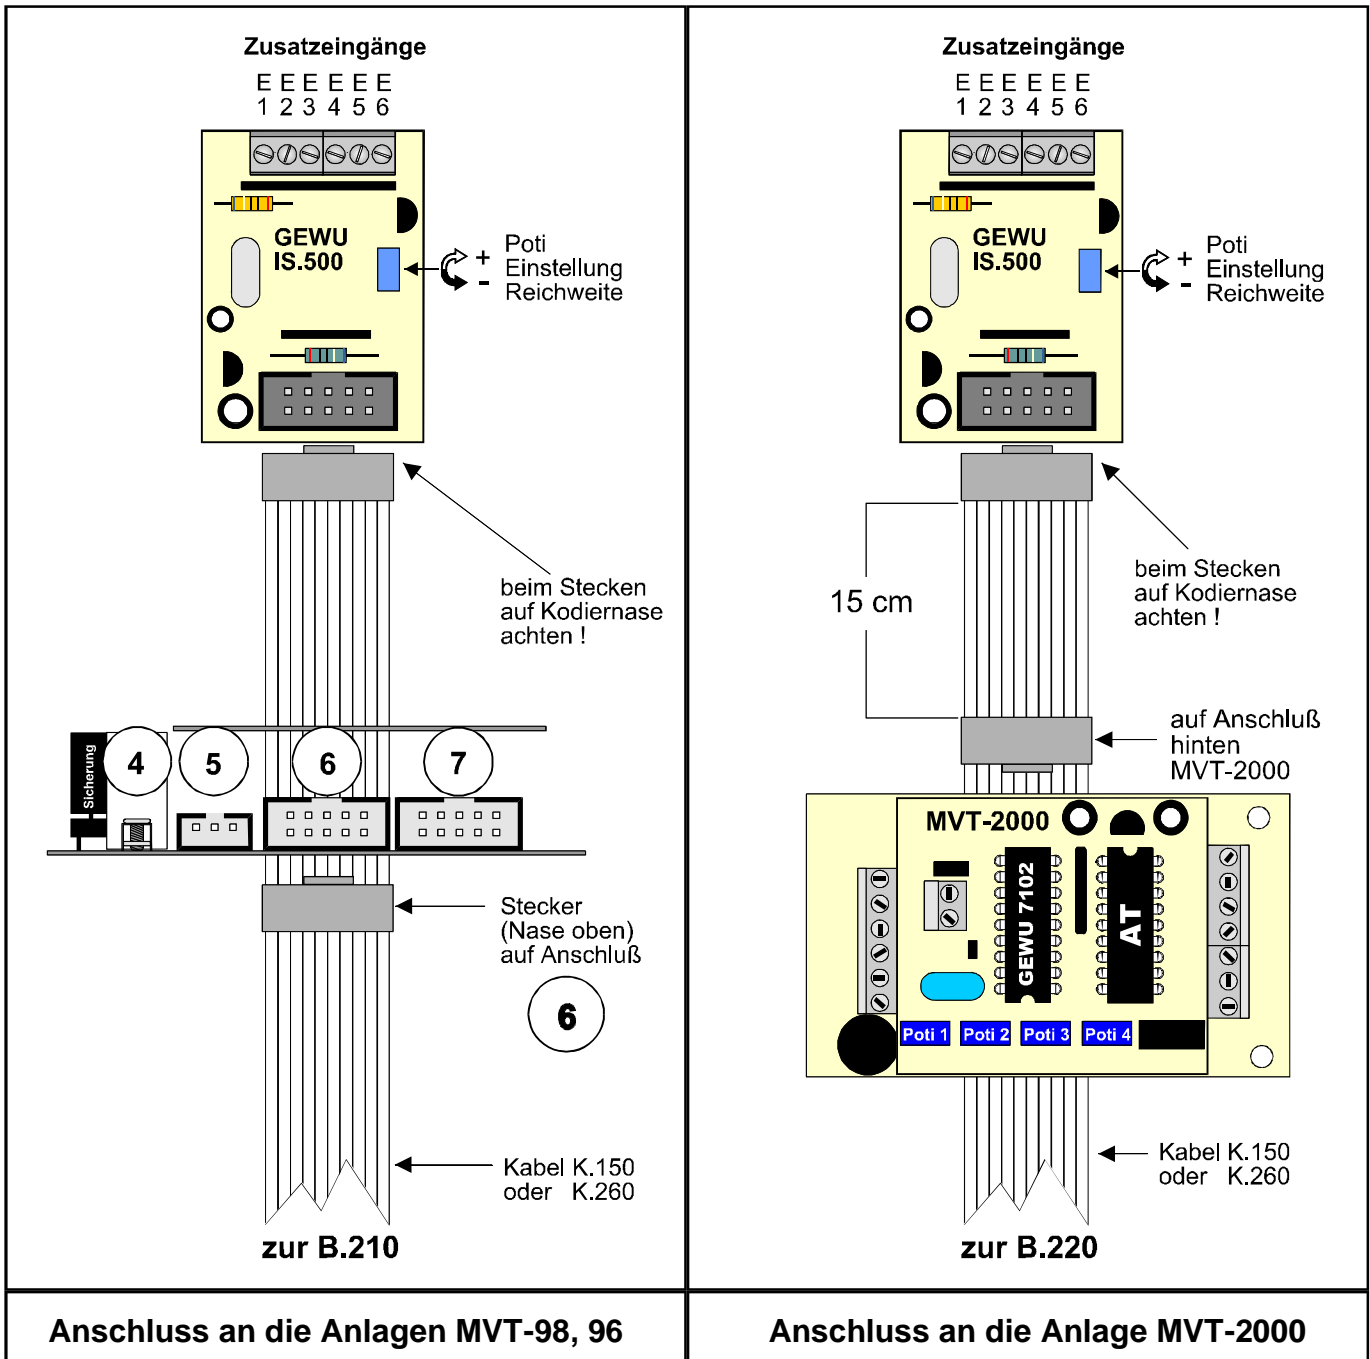 Zusatzeingänge
E E E E E E
1 2 3 4 5 6
GEWU
IS.500
+ Poti
Einstellung
- Reichweite
beim Stecken
auf Kodiernase
achten !
Sicherung
4 5 6 7
Stecker
(Nase oben)
auf Anschluß
6
Kabel K.150
oder K.260
zur B.210
Anschluss an die Anlagen MVT-98, 96
Zusatzeingänge
E E E E E E
1 2 3 4 5 6
GEWU
IS.500
+ Poti
Einstellung
- Reichweite
beim Stecken
auf Kodiernase
achten !
15 cm
auf Anschluß
hinten
MVT-2000
MVT-2000
GEWU 7102
AT
Poti 1 Poti 2 Poti 3 Poti 4
Kabel K.150
oder K.260
zur B.220
Anschluss an die Anlage MVT-2000